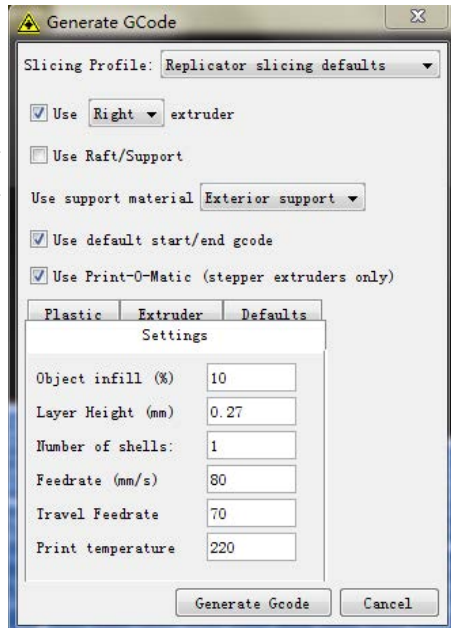 Generate GCode
Slicing Profile: Replicator slicing defaults
Use Right extruder
Use Raft/Support
Use support material Exterior support
Use default start/end gcode
Use Print-O-Matic (stepper extruders only)
Plastic Extruder Defaults
Settings
Object infill (%) 10
Layer Height (mm) 0.27
Number of shells: 1
Feedrate (mm/s) 80
Travel Feedrate 70
Print temperature 220
Generate Gcode Cancel